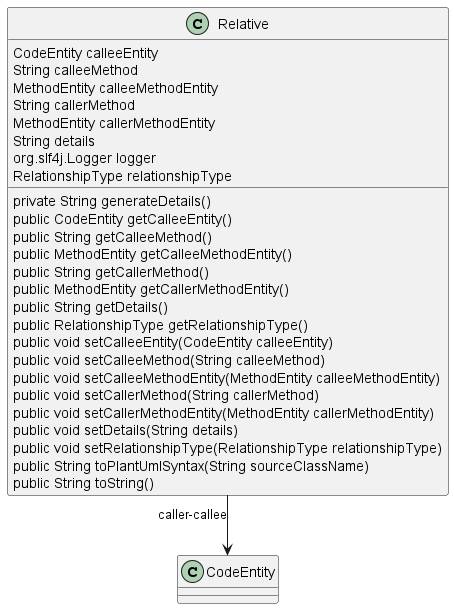 C Relative
CodeEntity calleeEntity
String calleeMethod
MethodEntity calleeMethodEntity
String callerMethod
MethodEntity callerMethodEntity
String details
org.slf4j.Logger logger
RelationshipType relationshipType
private String generateDetails()
public CodeEntity getCalleeEntity()
public String getCalleeMethod()
public MethodEntity getCalleeMethodEntity()
public String getCallerMethod()
public MethodEntity getCallerMethodEntity()
public String getDetails()
public RelationshipType getRelationshipType()
public void setCalleeEntity(CodeEntity calleeEntity)
public void setCalleeMethod(String calleeMethod)
public void setCalleeMethodEntity(MethodEntity calleeMethodEntity)
public void setCallerMethod(String callerMethod)
public void setCallerMethodEntity(MethodEntity callerMethodEntity)
public void setDetails(String details)
public void setRelationshipType(RelationshipType relationshipType)
public String toPlantUmlSyntax(String sourceClassName)
public String toString()
caller-callee
C CodeEntity